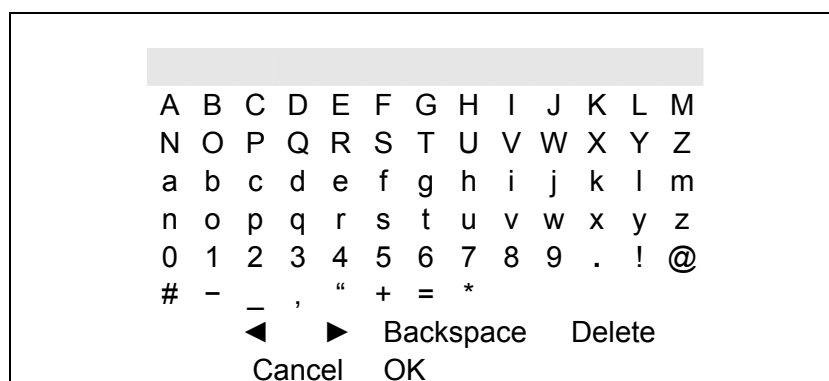 A B C D E F G H I J K L M
N O P Q R S T U V W X Y Z
a b c d e f g h i j k l m
n o p q r s t u v w x y z
0 1 2 3 4 5 6 7 8 9 . ! @
# − _ , “ + = *
◄ ► Backspace Delete
Cancel OK